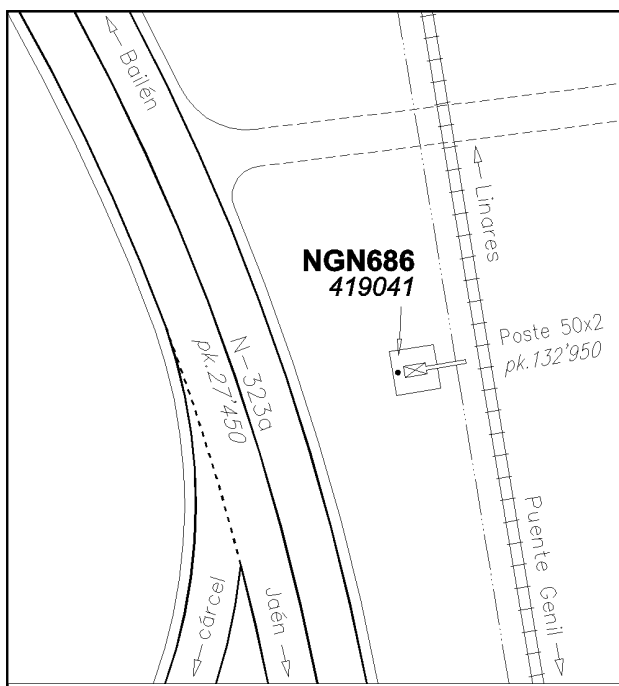 Bailén
Linares
NGN686
419041
Poste 50x2
pk.132'950
N-323a
pk.27'450
Puente Genil
cárcel
Jaén